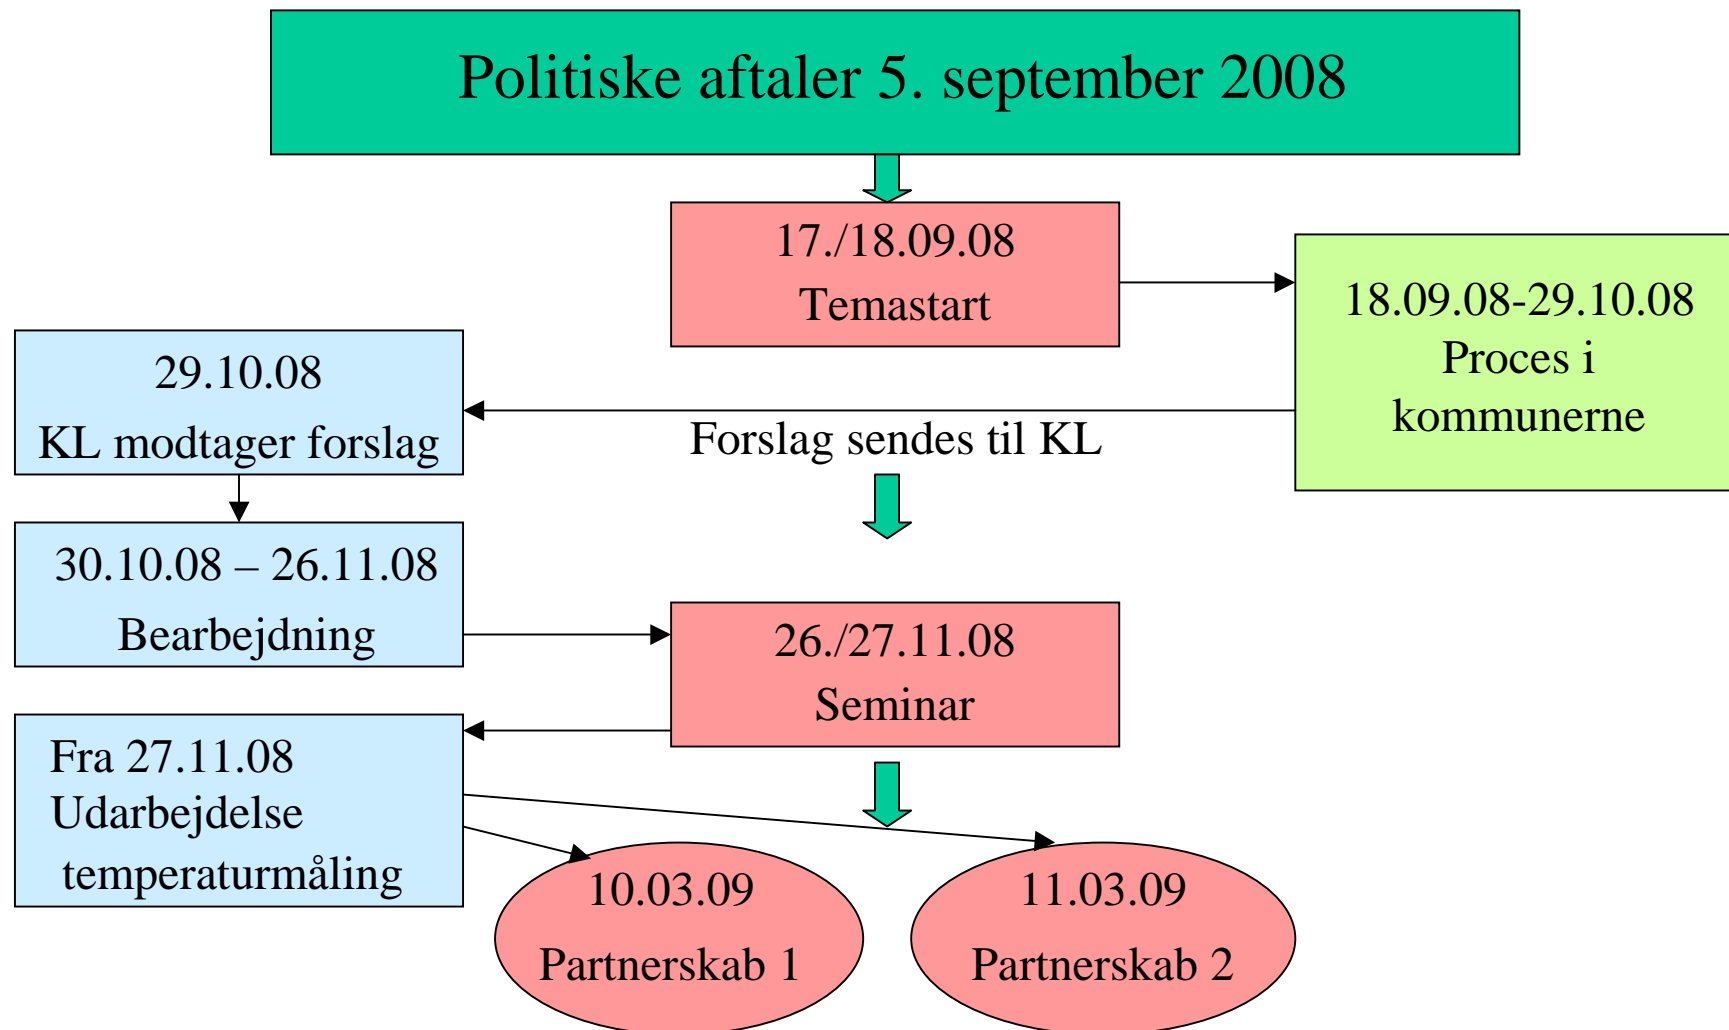 Politiske aftaler 5. september 2008
17./18.09.08
Temastart
18.09.08-29.10.08
Proces i
kommunerne
29.10.08
KL modtager forslag
Forslag sendes til KL
30.10.08 – 26.11.08
Bearbejdning
26./27.11.08
Seminar
Fra 27.11.08
Udarbejdelse
temperaturmåling
10.03.09
Partnerskab 1
11.03.09
Partnerskab 2